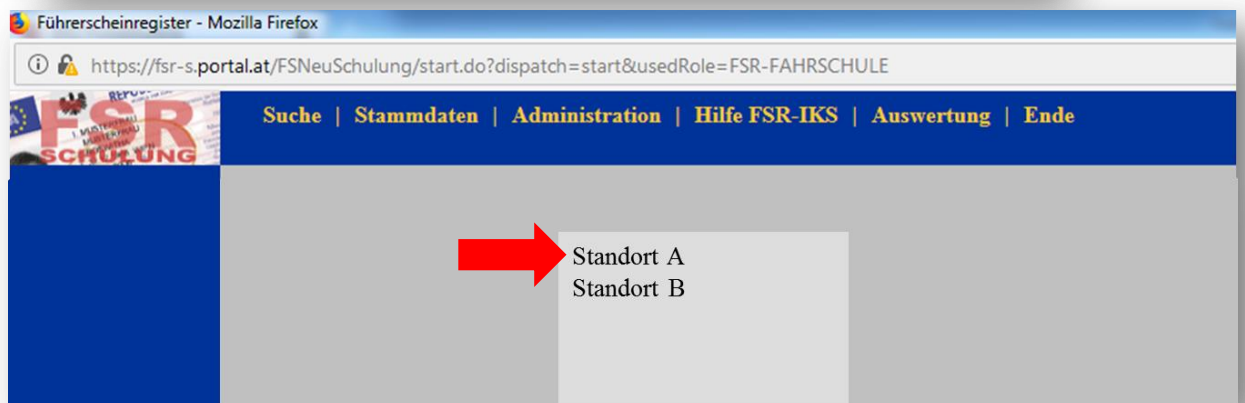 Führerscheinregister - Mozilla Firefox
https://fsr-s.portal.at/FSNeuSchulung/start.do?dispatch=start&usedRole=FSR-FAHRSCHULE
Suche | Stammdaten | Administration | Hilfe FSR-IKS | Auswertung | Ende
FSR
SCHULUNG
Standort A
Standort B